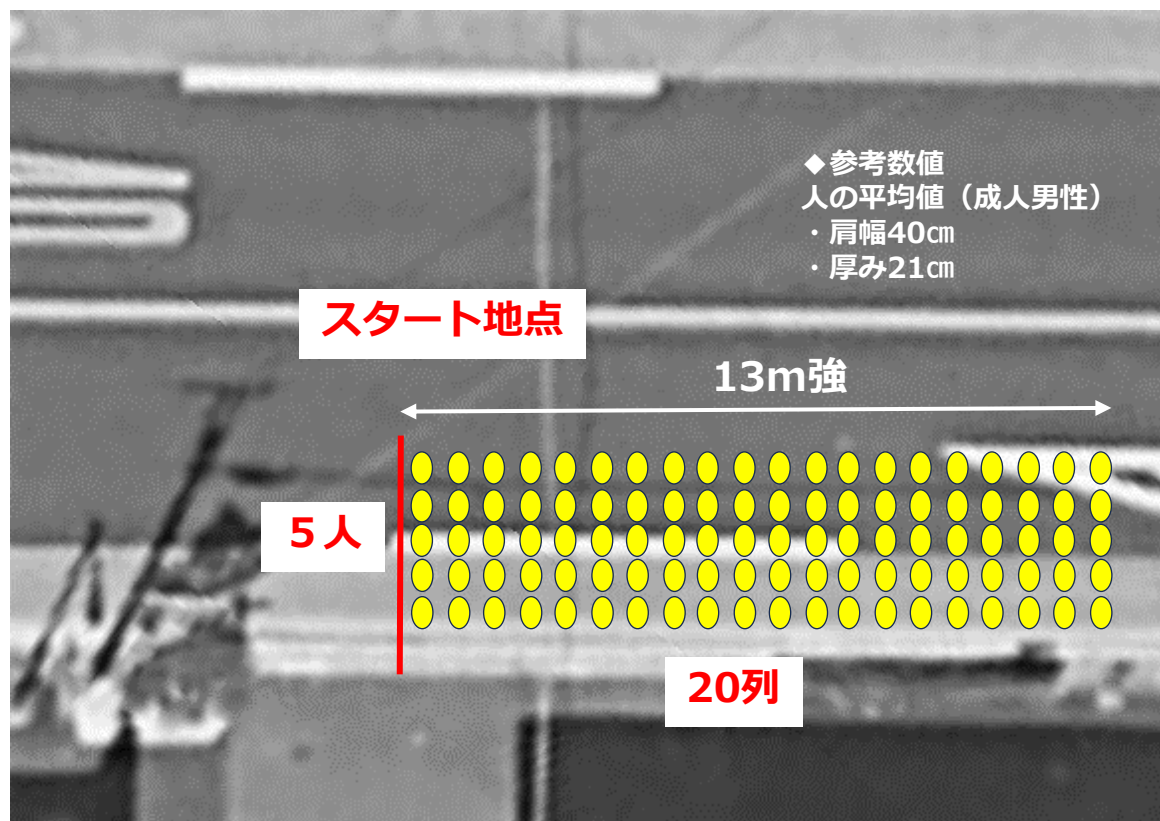 ◆参考数値
人の平均値（成人男性）
・肩幅40㎝
・厚み21㎝
スタート地点
13m強
５人
20列